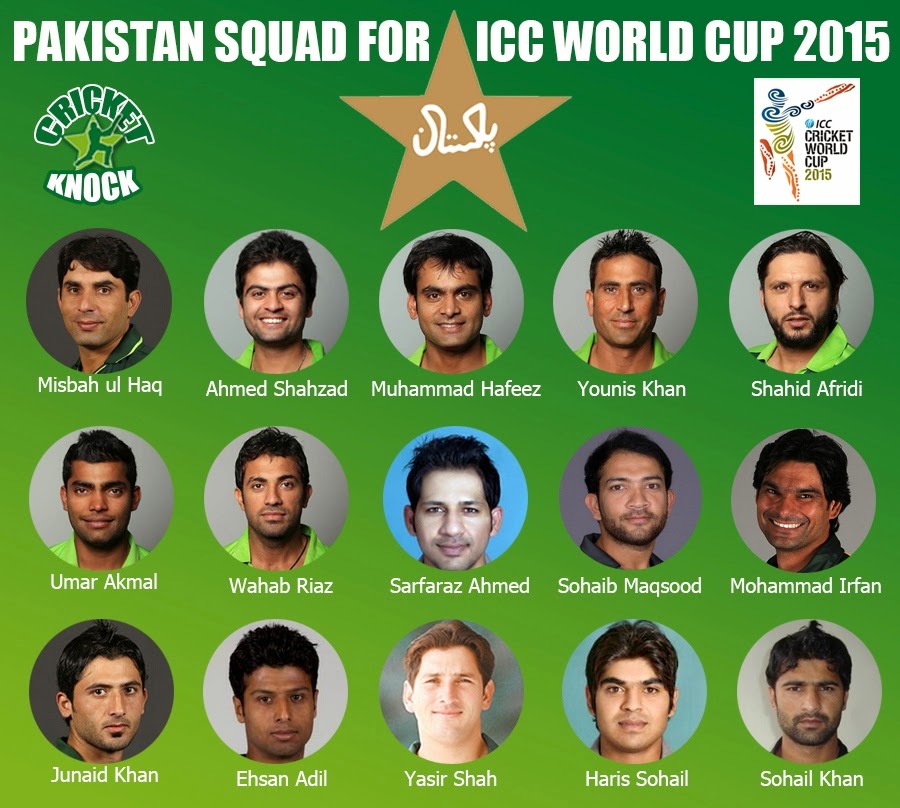 PAKISTAN SQUAD FOR ICC WORLD CUP 2015
CRICKET
KNOCK
پاکستان
ICC
CRICKET
WORLD
CUP
2015
Misbah ul Haq
Ahmed Shahzad
Muhammad Hafeez
Younis Khan
Shahid Afridi
Umar Akmal
Wahab Riaz
Sarfaraz Ahmed
Sohaib Maqsood
Mohammad Irfan
Junaid Khan
Ehsan Adil
Yasir Shah
Haris Sohail
Sohail Khan